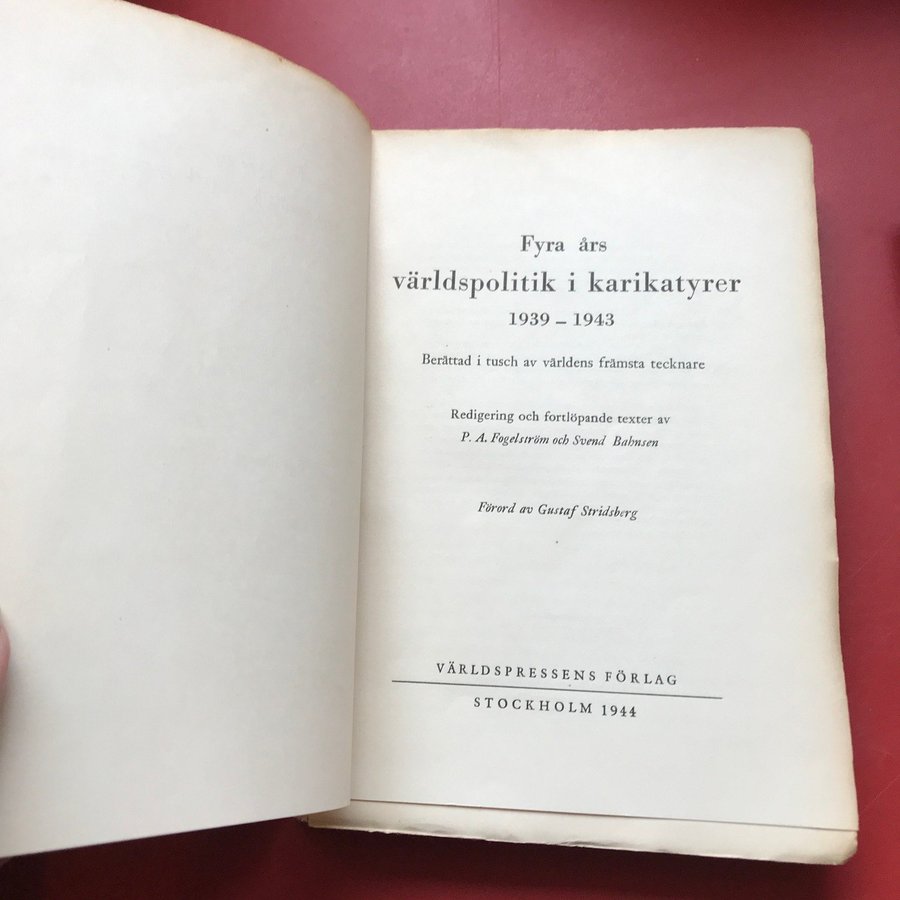 Fyra års
världspolitik i karikatyrer
1939 – 1943
Berättad i tusch av världens främsta tecknare
Redigering och fortlöpande texter av
P. A. Fogelström och Svend Bahnsen
Förord av Gustaf Stridsberg
VÄRLDSPRESSENS FÖRLAG
STOCKHOLM 1944